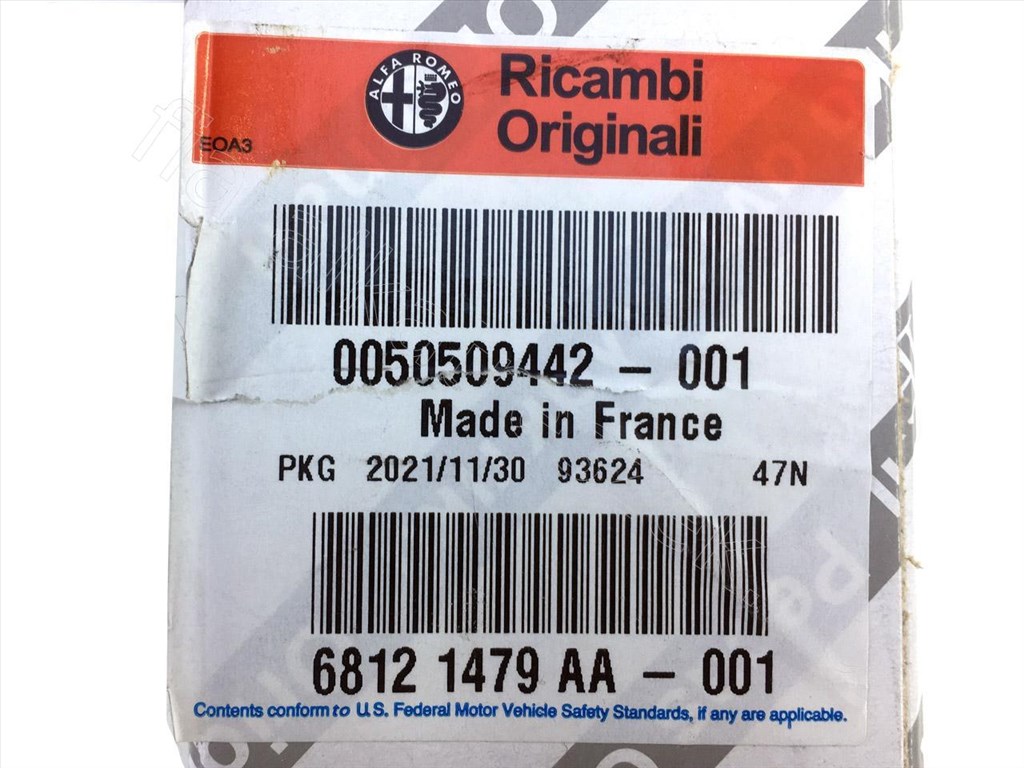 ALFA ROMEO
Ricambi
Originali
EOA3
0050509442 - 001
Made in France
PKG 2021/11/30 93624 47N
6812 1479 AA - 001
Contents conform to U.S. Federal Motor Vehicle Safety Standards, if any are applicable.